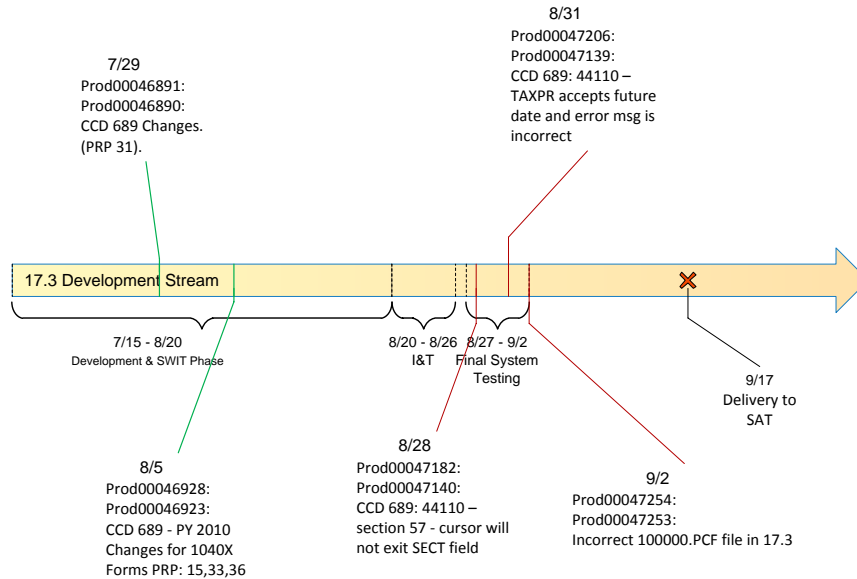 8/31
Prod00047206:
Prod00047139:
CCD 689: 44110 –
TAXPR accepts future
date and error msg is
incorrect
7/29
Prod00046891:
Prod00046890:
CCD 689 Changes.
(PRP 31).
17.3 Development Stream
7/15 - 8/20
Development & SWIT Phase
8/20 - 8/26
I&T
8/27 - 9/2
Final System
Testing
9/17
Delivery to
SAT
8/5
Prod00046928:
Prod00046923:
CCD 689 - PY 2010
Changes for 1040X
Forms PRP: 15,33,36
8/28
Prod00047182:
Prod00047140:
CCD 689: 44110 –
section 57 - cursor will
not exit SECT field
9/2
Prod00047254:
Prod00047253:
Incorrect 100000.PCF file in 17.3